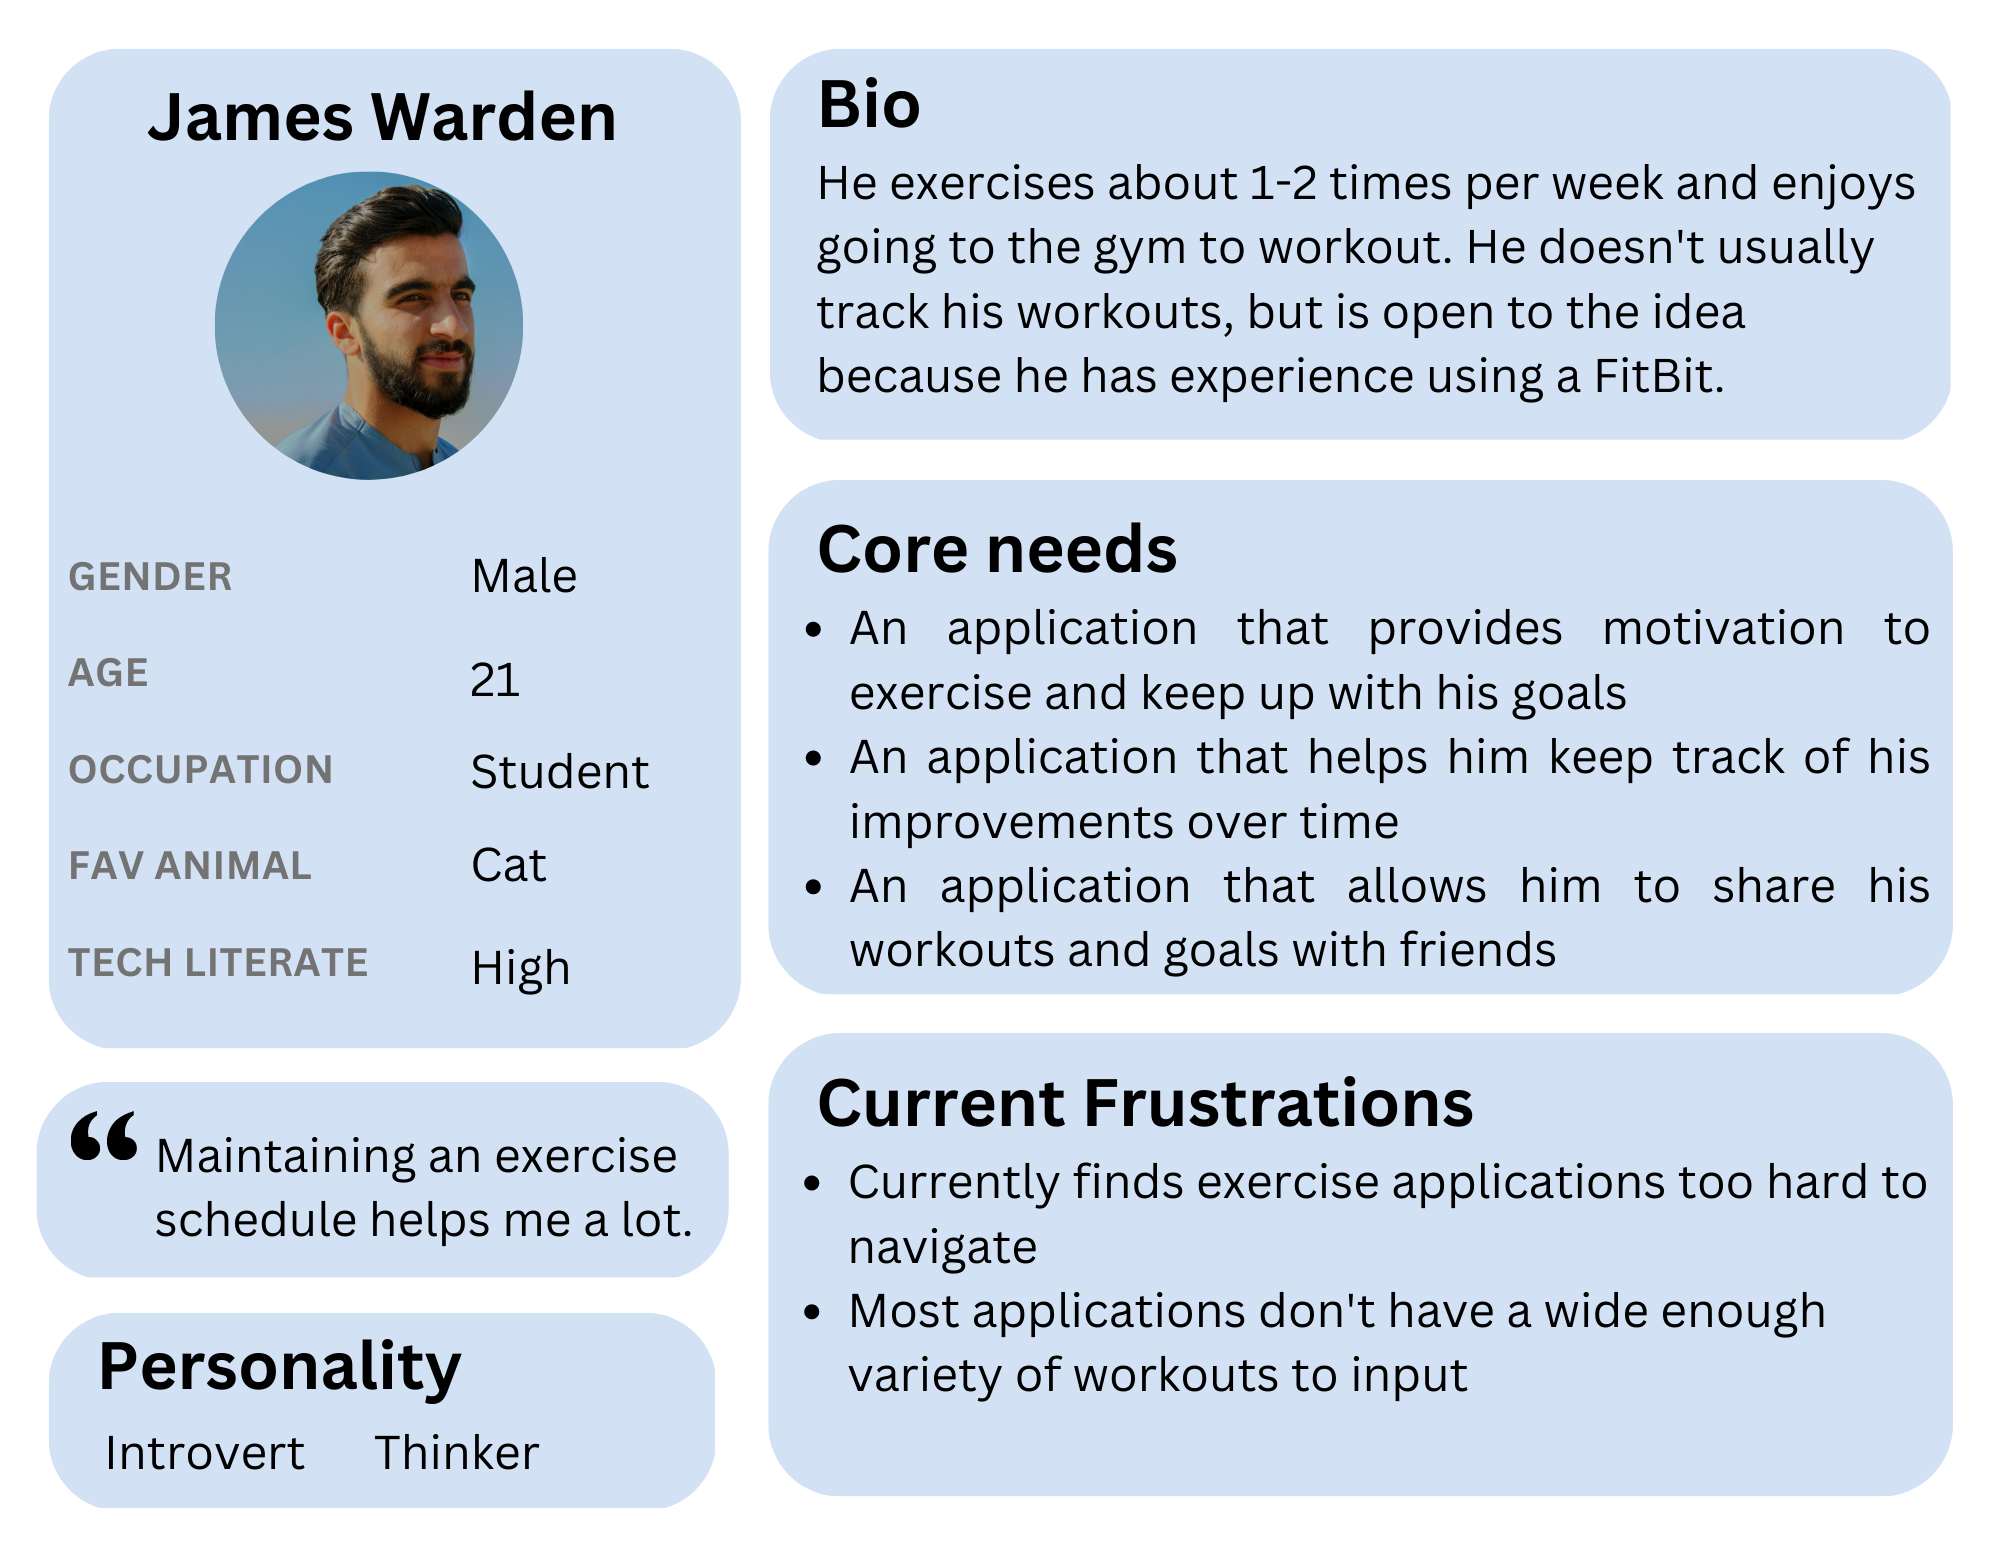 James Warden
GENDER Male
AGE 21
OCCUPATION Student
FAV ANIMAL Cat
TECH LITERATE High
“ Maintaining an exercise
schedule helps me a lot.
Personality
Introvert Thinker
Bio
He exercises about 1-2 times per week and enjoys
going to the gym to workout. He doesn't usually
track his workouts, but is open to the idea
because he has experience using a FitBit.
Core needs
• An application that provides motivation to
exercise and keep up with his goals
• An application that helps him keep track of his
improvements over time
• An application that allows him to share his
workouts and goals with friends
Current Frustrations
• Currently finds exercise applications too hard to
navigate
• Most applications don't have a wide enough
variety of workouts to input